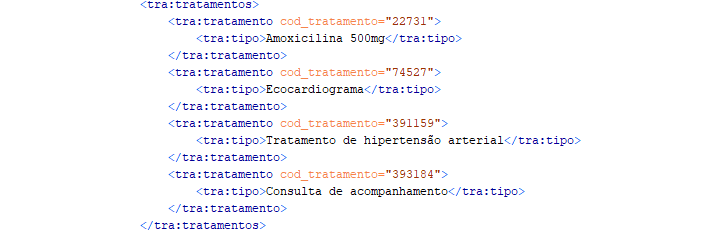 <tra:tratamentos>
<tra:tratamento cod_tratamento="22731">
<tra:tipo>Amoxicilina 500mg</tra:tipo>
</tra:tratamento>
<tra:tratamento cod_tratamento="74527">
<tra:tipo>Ecocardiograma</tra:tipo>
</tra:tratamento>
<tra:tratamento cod_tratamento="391159">
<tra:tipo>Tratamento de hipertensão arterial</tra:tipo>
</tra:tratamento>
<tra:tratamento cod_tratamento="393184">
<tra:tipo>Consulta de acompanhamento</tra:tipo>
</tra:tratamento>
</tra:tratamentos>